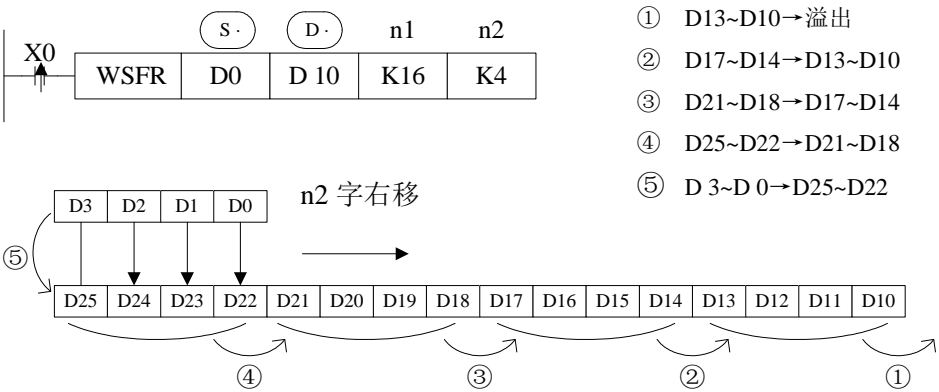 S· D· n1 n2
X0
WSFR D0 D 10 K16 K4
① D13~D10→溢出
② D17~D14→D13~D10
③ D21~D18→D17~D14
④ D25~D22→D21~D18
⑤ D 3~D 0→D25~D22
D3 D2 D1 D0
n2 字右移
⑤
D25 D24 D23 D22 D21 D20 D19 D18 D17 D16 D15 D14 D13 D12 D11 D10
④ ③ ② ①